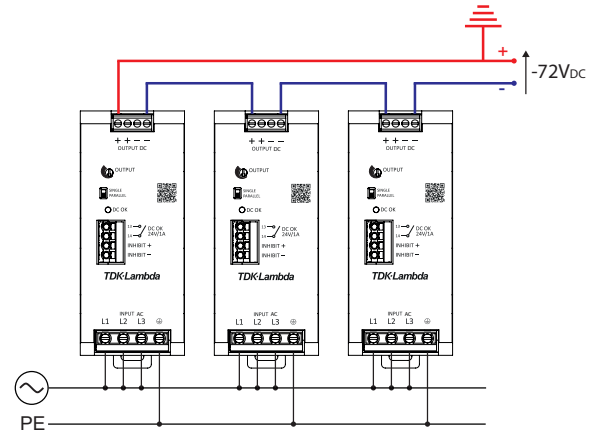 +
-72VDC
-
+ + — —
OUTPUT DC
OUTPUT
SINGLE
PARALLEL
DC OK
13
14
DC OK
24V/1A
INHIBIT +
INHIBIT −
TDK·Lambda
INPUT AC
L1 L2 L3
+ + — —
OUTPUT DC
OUTPUT
SINGLE
PARALLEL
DC OK
13
14
DC OK
24V/1A
INHIBIT +
INHIBIT −
TDK·Lambda
INPUT AC
L1 L2 L3
+ + — —
OUTPUT DC
OUTPUT
SINGLE
PARALLEL
DC OK
13
14
DC OK
24V/1A
INHIBIT +
INHIBIT −
TDK·Lambda
INPUT AC
L1 L2 L3
PE